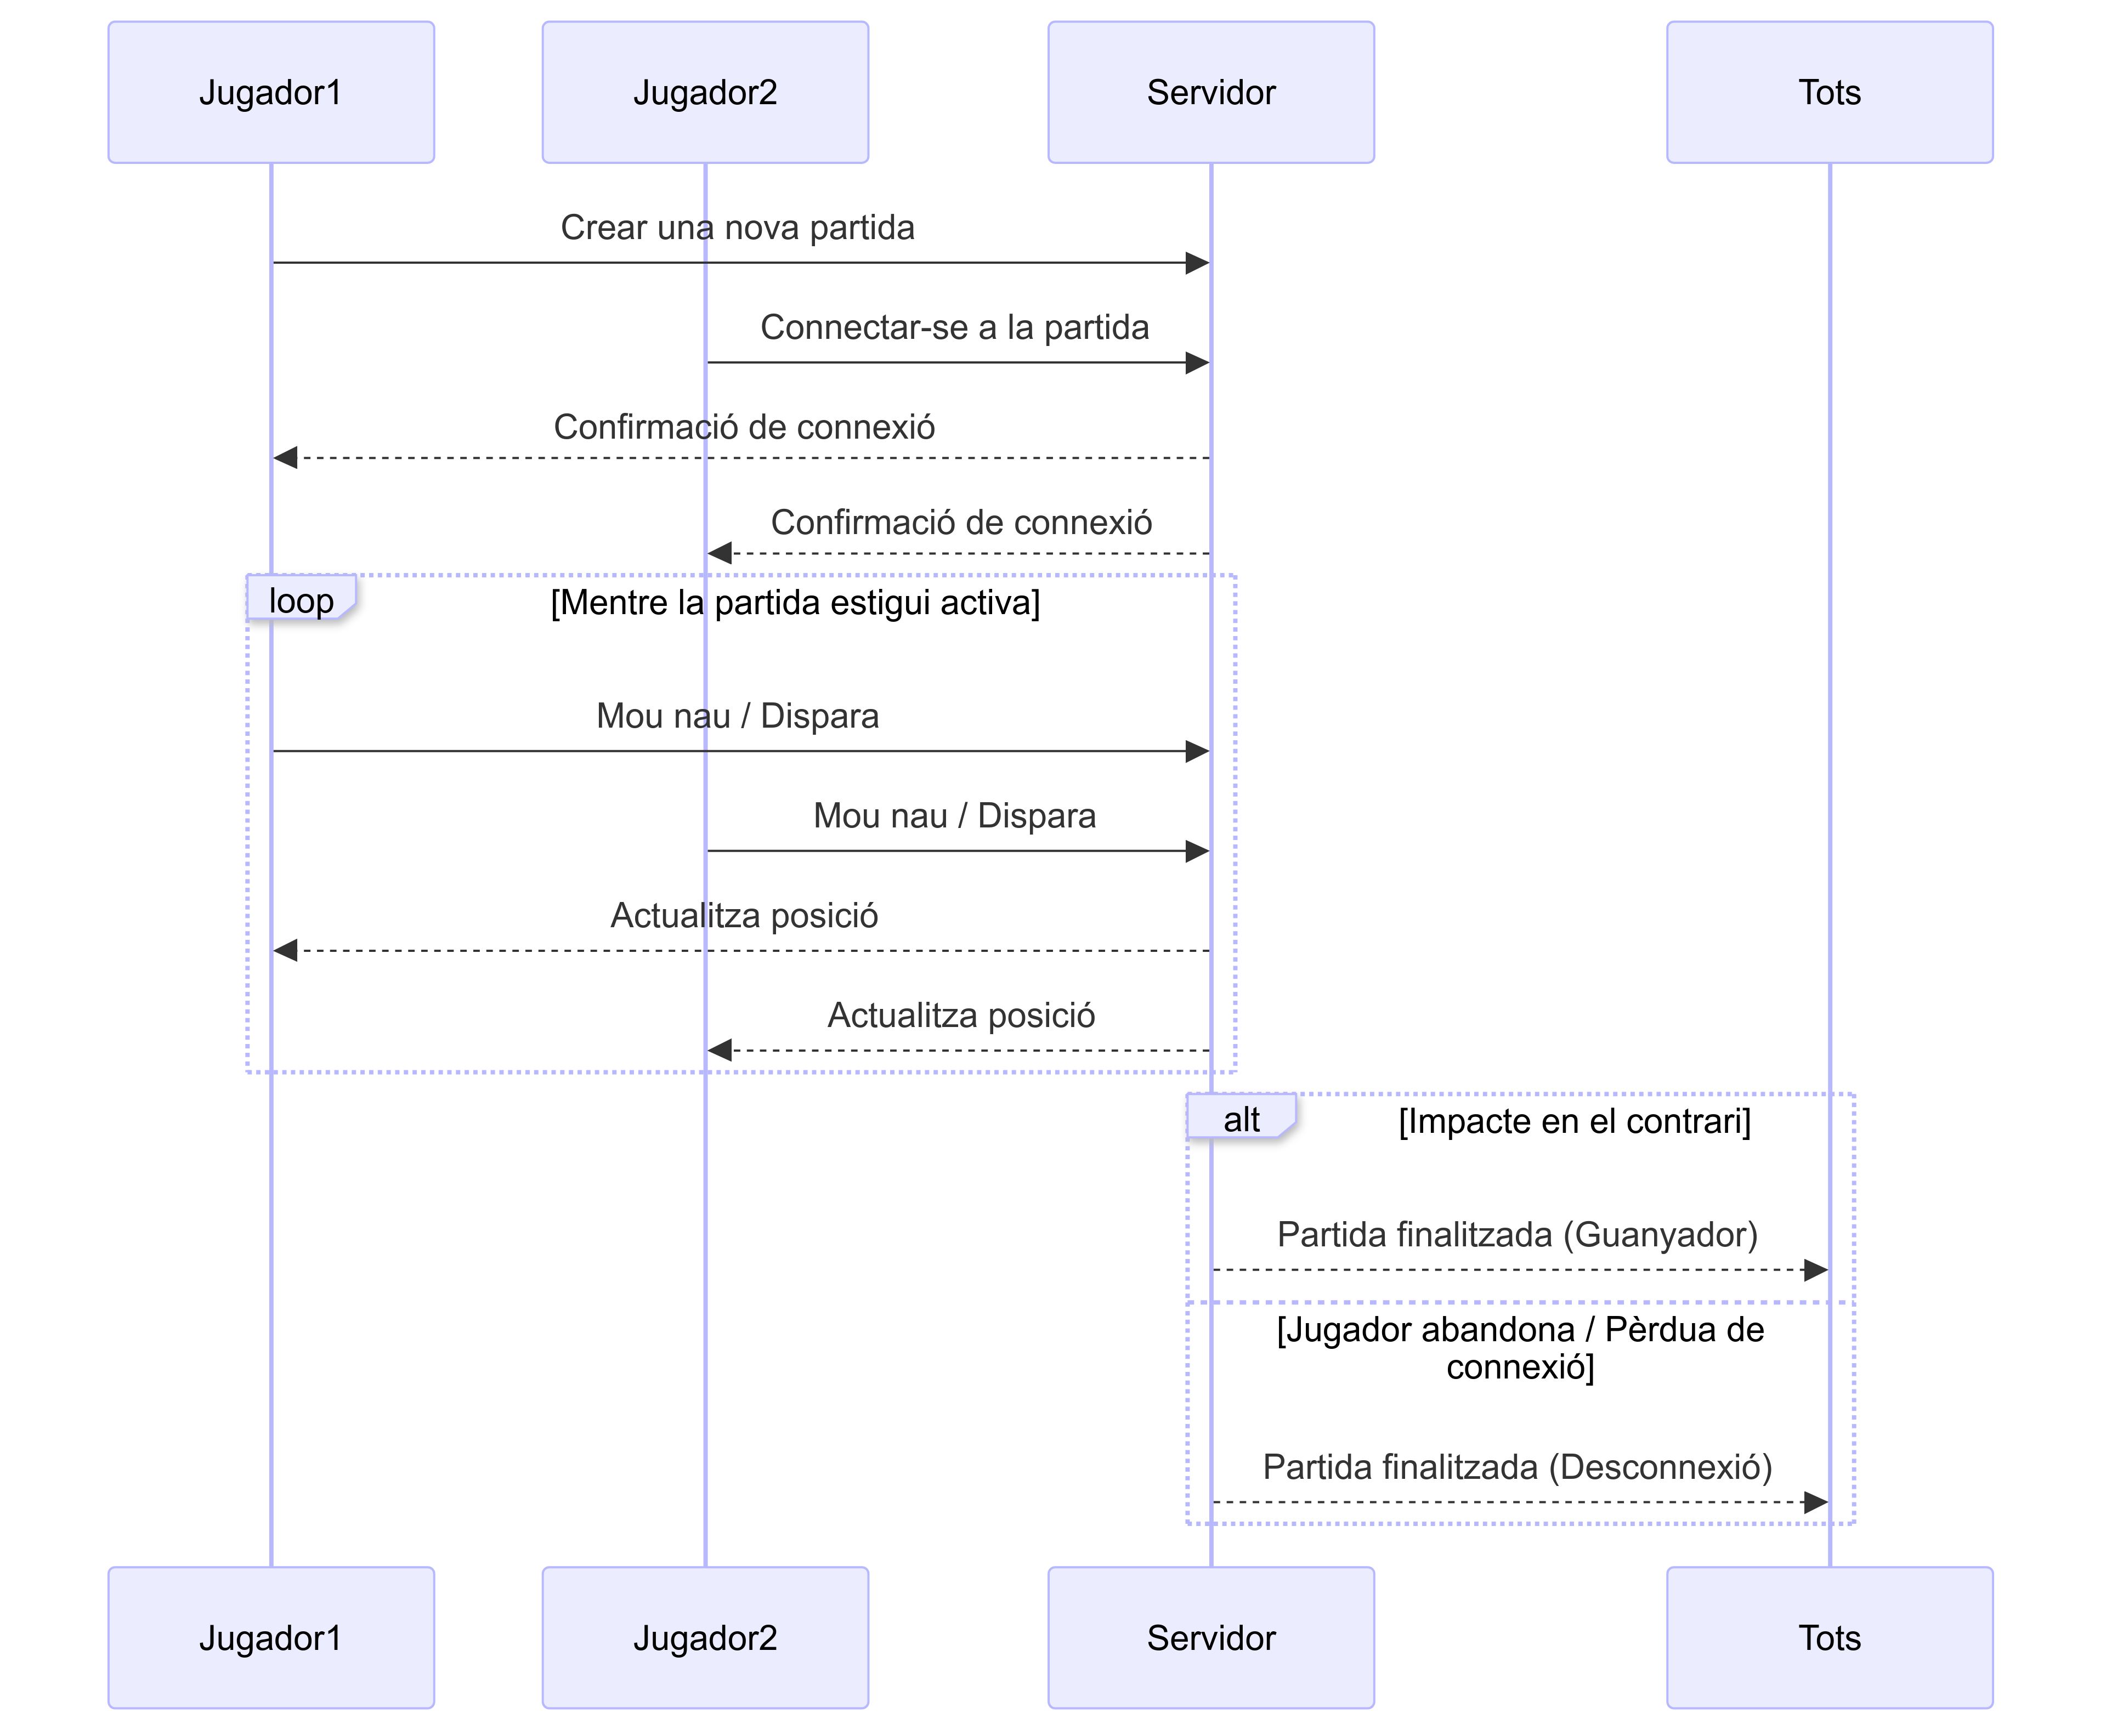 Jugador1
Jugador2
Servidor
Tots
Crear una nova partida
Connectar-se a la partida
Confirmació de connexió
Confirmació de connexió
loop
[Mentre la partida estigui activa]
Mou nau / Dispara
Mou nau / Dispara
Actualitza posició
Actualitza posició
alt
[Impacte en el contrari]
Partida finalitzada (Guanyador)
[Jugador abandona / Pèrdua de
connexió]
Partida finalitzada (Desconnexió)
Jugador1
Jugador2
Servidor
Tots